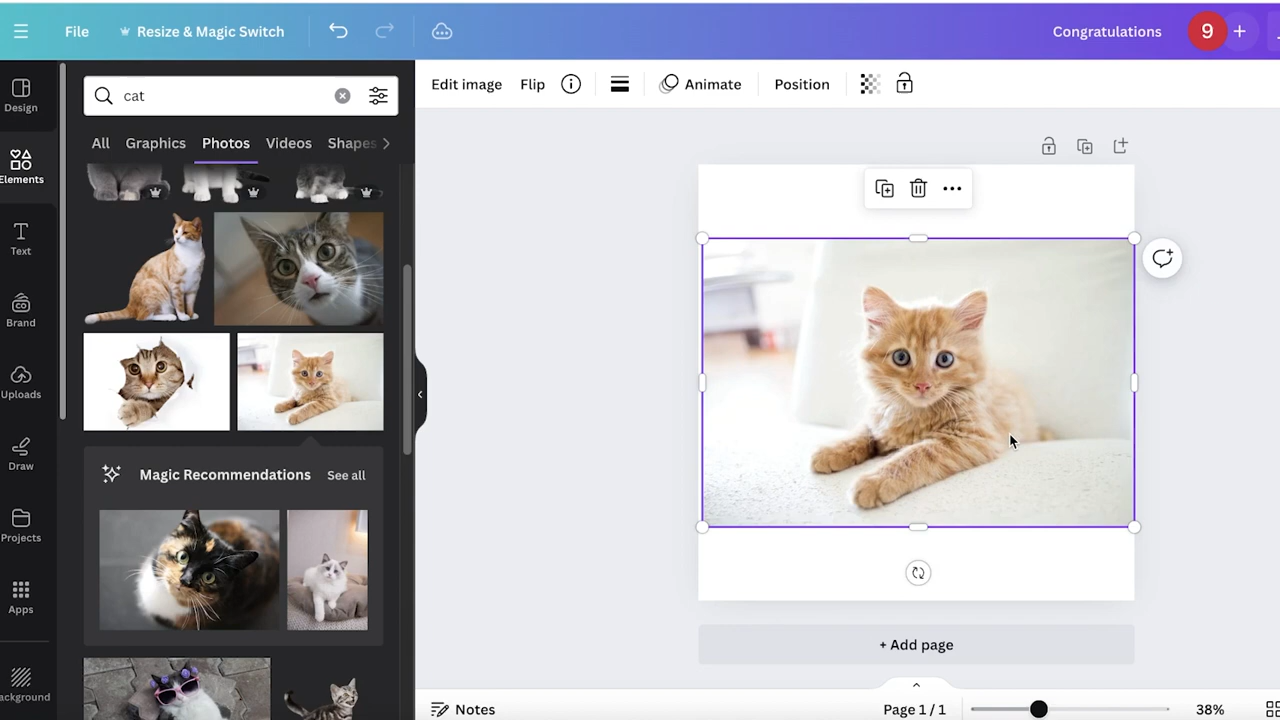 File
Resize & Magic Switch
Congratulations
9
Design
Elements
Text
Brand
Uploads
Draw
Projects
Apps
ackground
cat
All
Graphics
Photos
Videos
Shapes
Magic Recommendations
See all
Edit image
Flip
Animate
Position
+ Add page
Notes
Page 1 / 1
38%